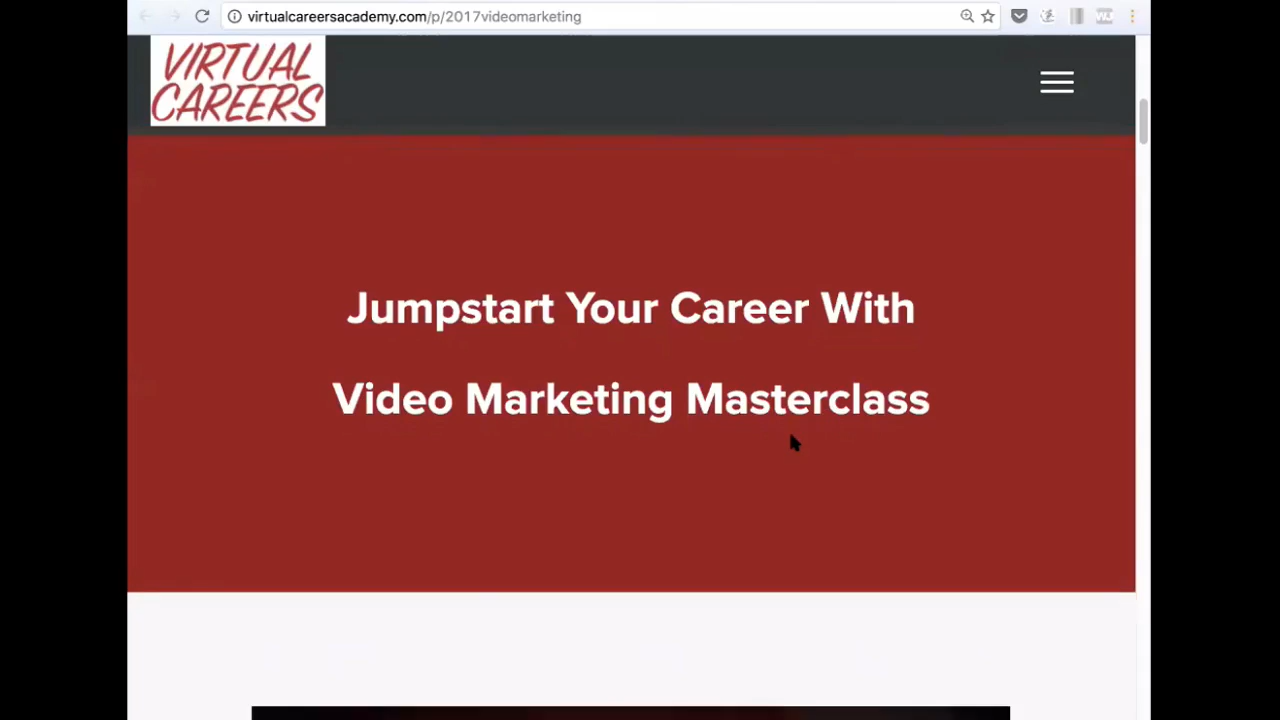 virtualcareersacademy.com/p/2017videomarketing
VIRTUAL
CAREERS
Jumpstart Your Career With
Video Marketing Masterclass